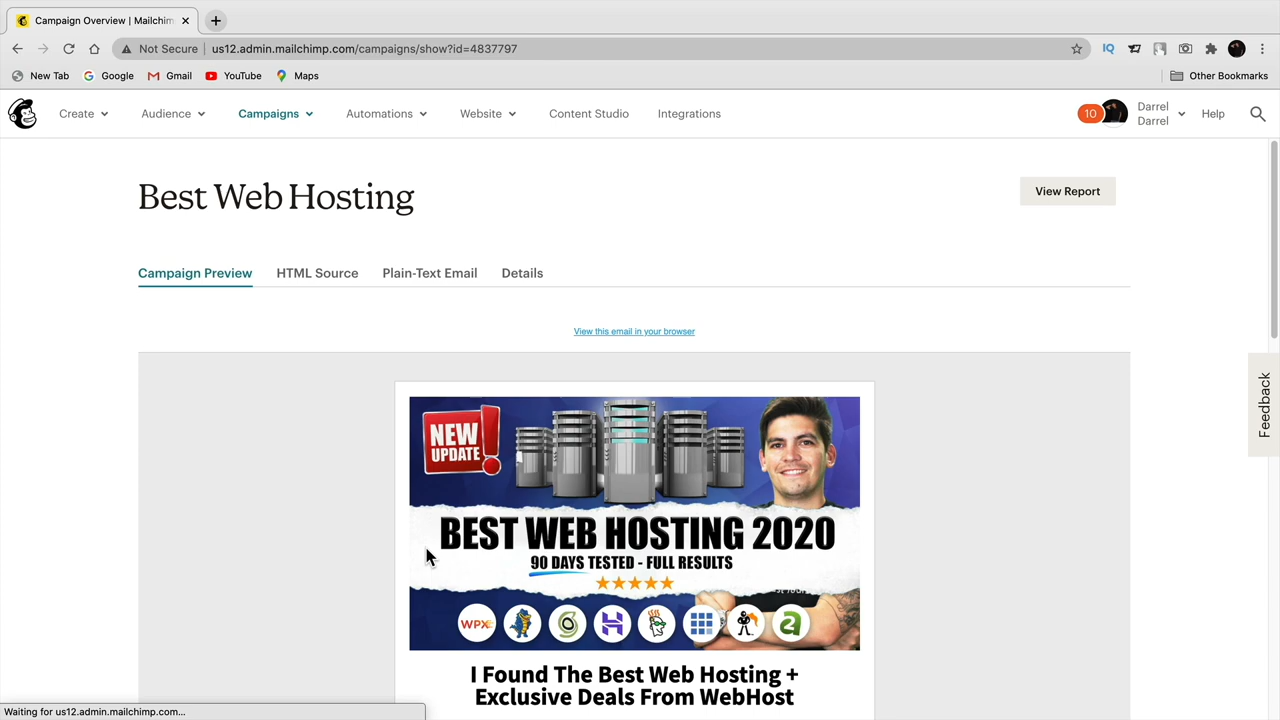 Campaign Overview | Mailchim
Not Secure
us12.admin.mailchimp.com/campaigns/show?id=4837797
IQ
New Tab
Google
Gmail
YouTube
Maps
Other Bookmarks
Create
Audience
Campaigns
Automations
Website
Content Studio
Integrations
10
Darrel
Darrel
Help
Best Web Hosting
View Report
Campaign Preview
HTML Source
Plain-Text Email
Details
View this email in your browser
Feedback
NEW
UPDATE
!
BEST WEB HOSTING 2020
90 DAYS TESTED - FULL RESULTS
WPX
I Found The Best Web Hosting +
Exclusive Deals From WebHost
Waiting for us12.admin.mailchimp.com...